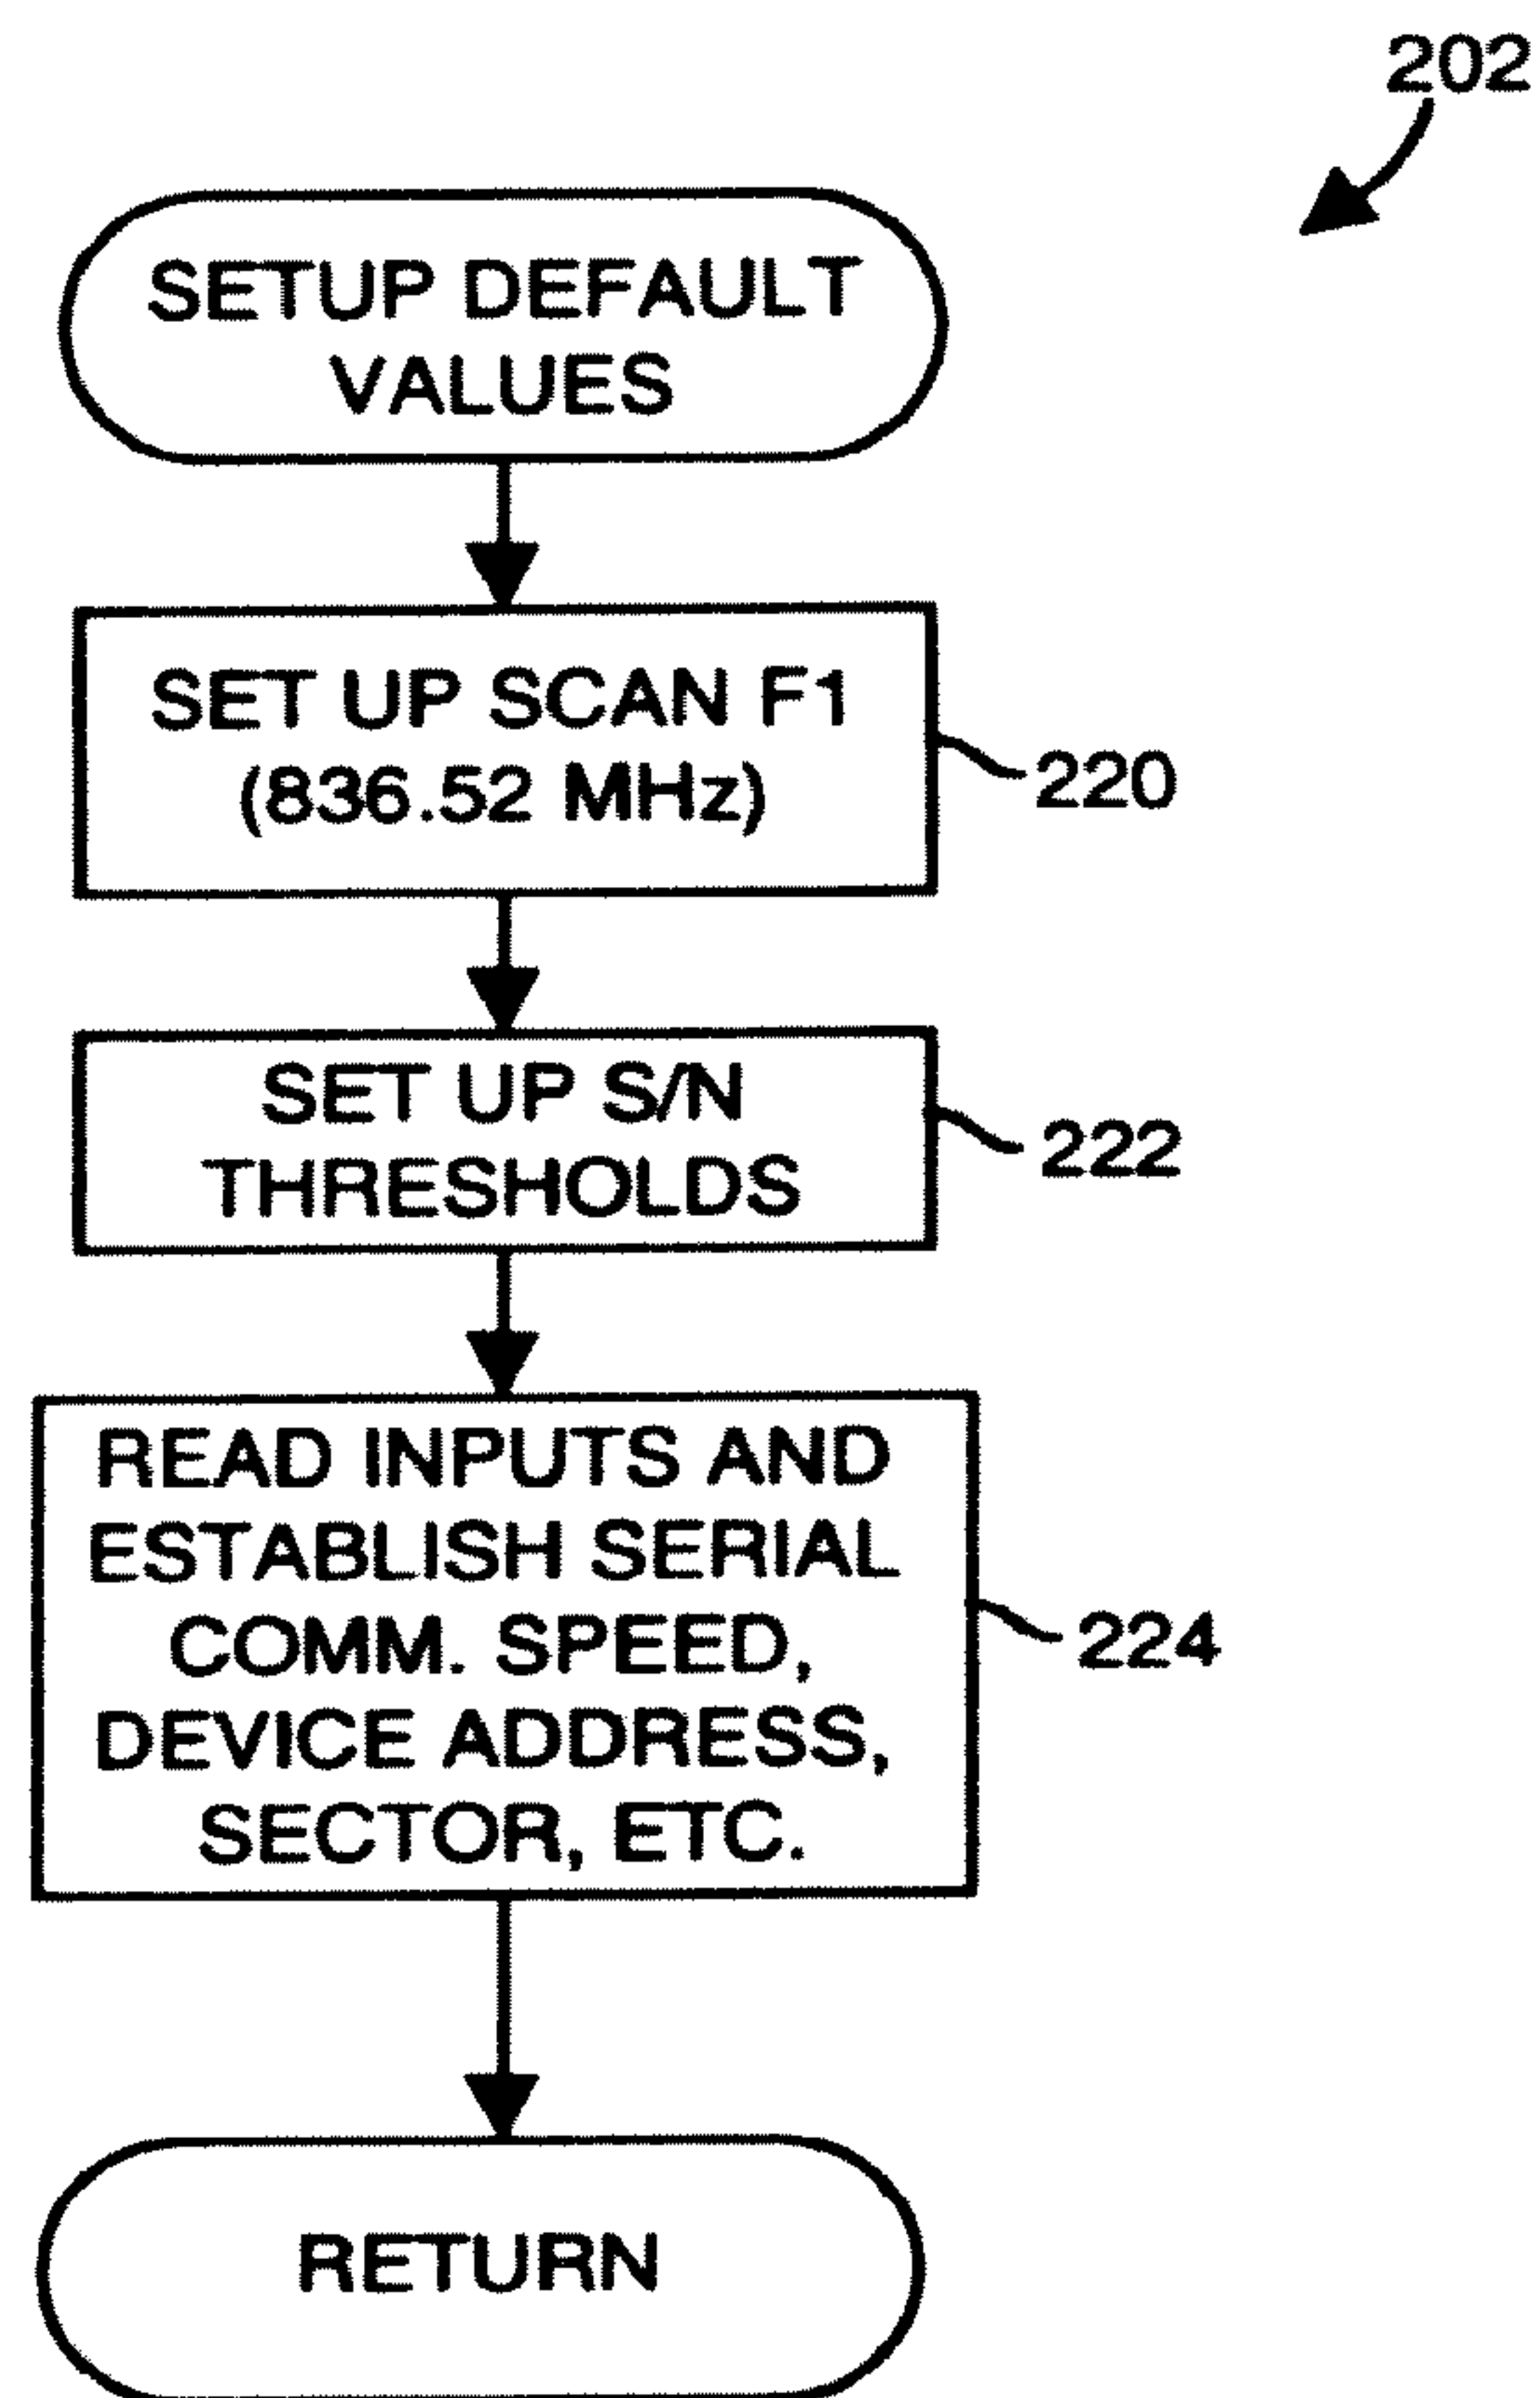 202
SETUP DEFAULT
VALUES
SET UP SCAN F1
(836.52 MHz)
220
SET UP S/N
THRESHOLDS
222
READ INPUTS AND
ESTABLISH SERIAL
COMM. SPEED,
DEVICE ADDRESS,
SECTOR, ETC.
224
RETURN